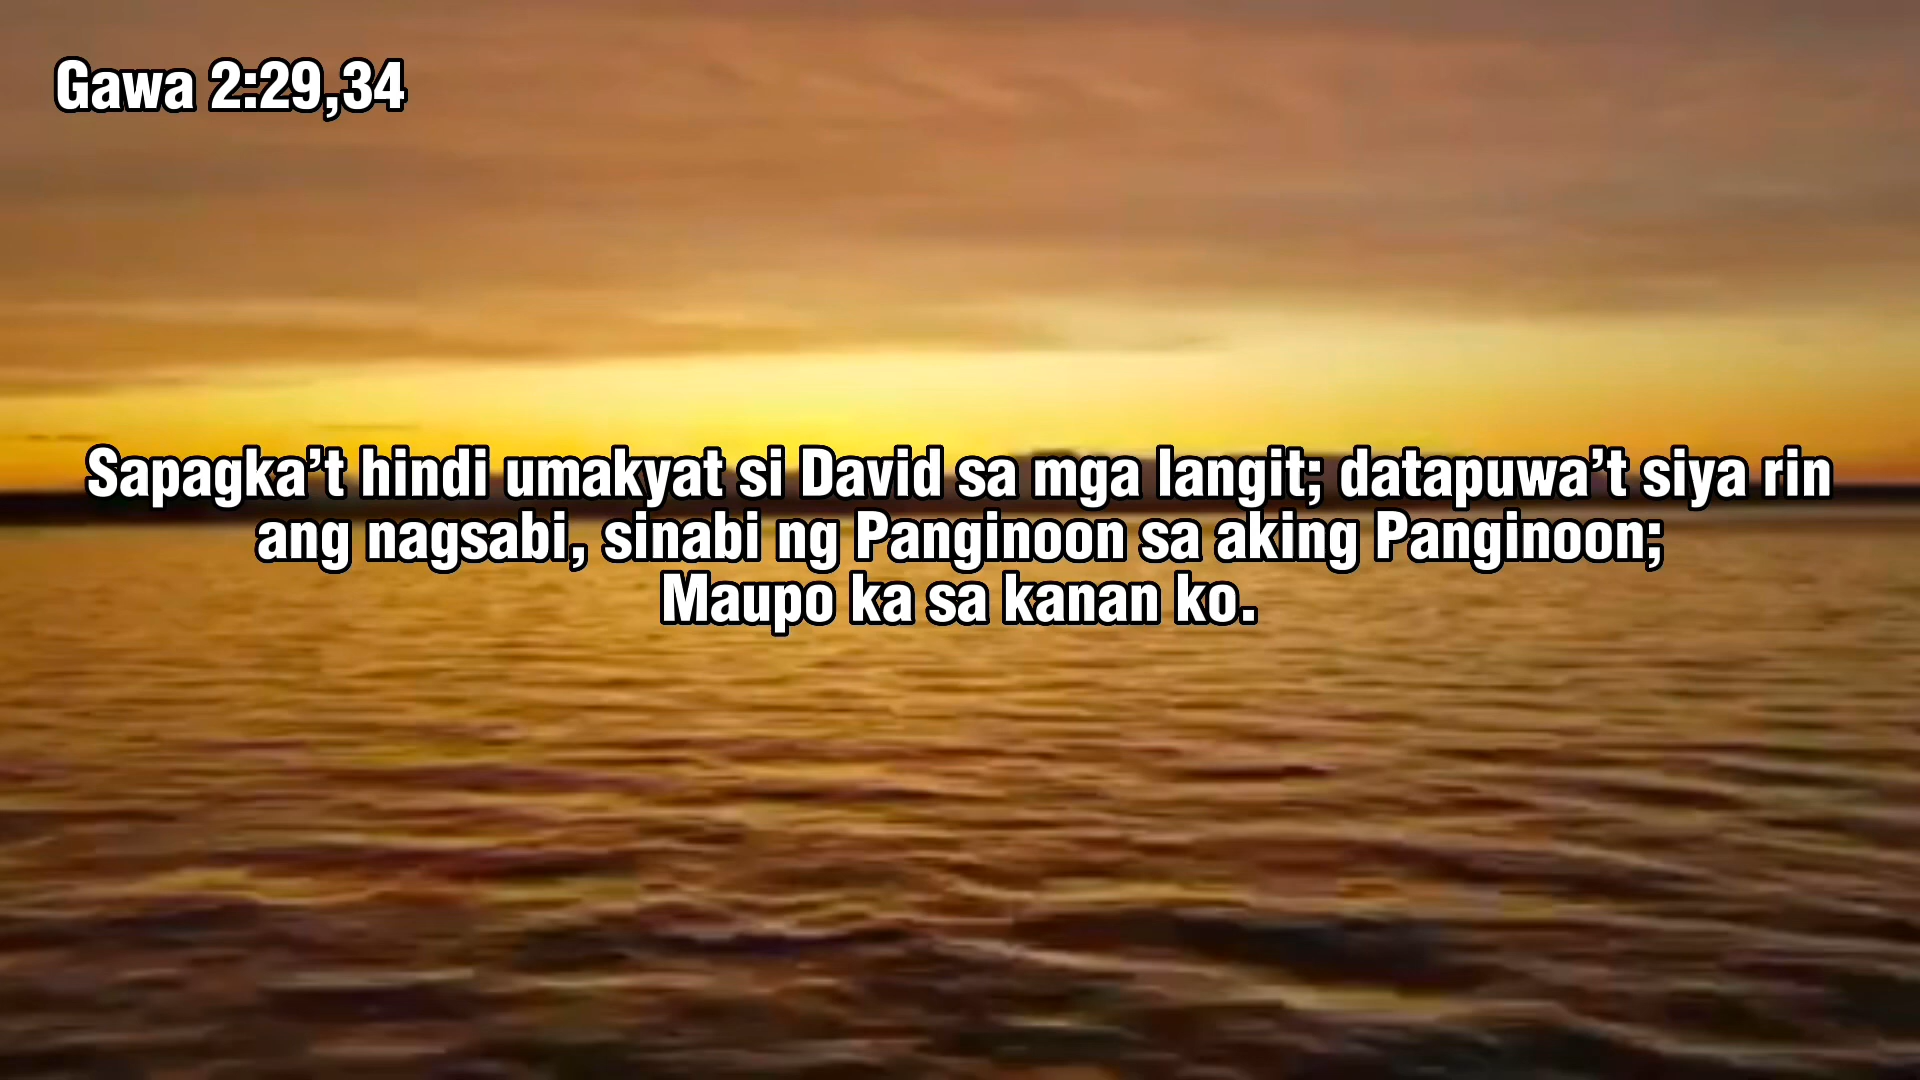 Gawa 2:29,34
Sapagka’t hindi umakyat si David sa mga langit; datapuwa’t siya rin
ang nagsabi, sinabi ng Panginoon sa aking Panginoon;
Maupo ka sa kanan ko.